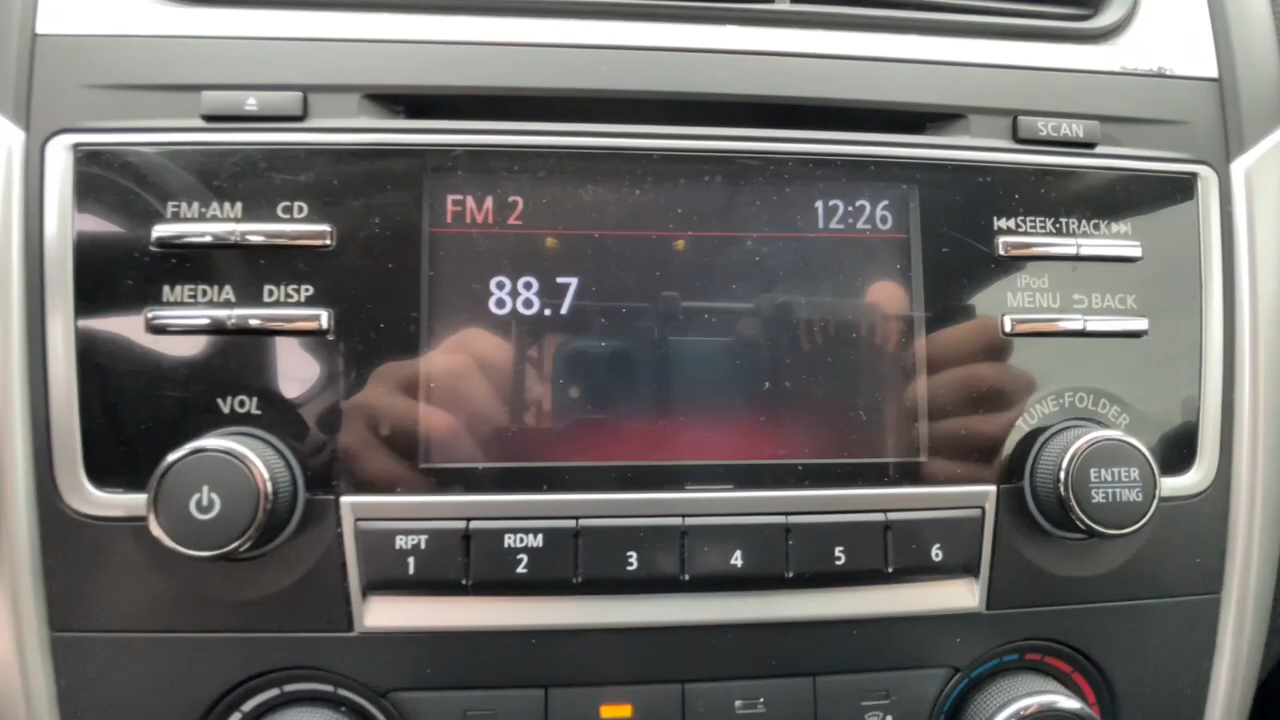 SCAN
FM·AM CD
FM 2 12:26
SEEK·TRACK
MEDIA DISP
88.7
iPod
MENU BACK
VOL
TUNE·FOLDER
ENTER
SETTING
RPT RDM
1 2 3 4 5 6